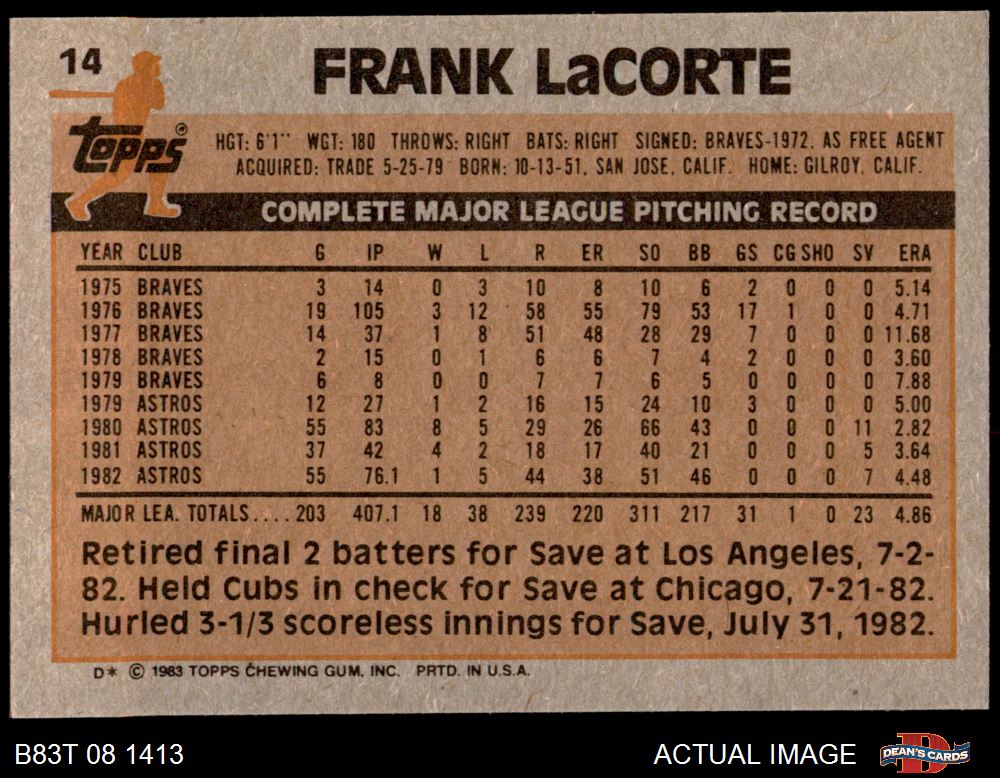 14
FRANK LaCORTE
topps®
HGT: 6'1'' WGT: 180 THROWS: RIGHT BATS: RIGHT SIGNED: BRAVES-1972, AS FREE AGENT
ACQUIRED: TRADE 5-25-79 BORN: 10-13-51, SAN JOSE, CALIF. HOME: GILROY, CALIF.
COMPLETE MAJOR LEAGUE PITCHING RECORD
YEAR CLUB G IP W L R ER SO BB GS CG SHO SV ERA
1975 BRAVES 3 14 0 3 10 8 10 6 2 0 0 0 5.14
1976 BRAVES 19 105 3 12 58 55 79 53 17 1 0 0 4.71
1977 BRAVES 14 37 1 8 51 48 28 29 7 0 0 0 11.68
1978 BRAVES 2 15 0 1 6 6 7 4 2 0 0 0 3.60
1979 BRAVES 6 8 0 0 7 7 6 5 0 0 0 0 7.88
1979 ASTROS 12 27 1 2 16 15 24 10 3 0 0 0 5.00
1980 ASTROS 55 83 8 5 29 26 66 43 0 0 0 11 2.82
1981 ASTROS 37 42 4 2 18 17 40 21 0 0 0 5 3.64
1982 ASTROS 55 76.1 1 5 44 38 51 46 0 0 0 7 4.48
MAJOR LEA. TOTALS.... 203 407.1 18 38 239 220 311 217 31 1 0 23 4.86
Retired final 2 batters for Save at Los Angeles, 7-2-
82. Held Cubs in check for Save at Chicago, 7-21-82.
Hurled 3-1/3 scoreless innings for Save, July 31, 1982.
D* © 1983 TOPPS CHEWING GUM, INC. PRTD. IN U.S.A.
B83T 08 1413 ACTUAL IMAGE DEAN'S CARDS